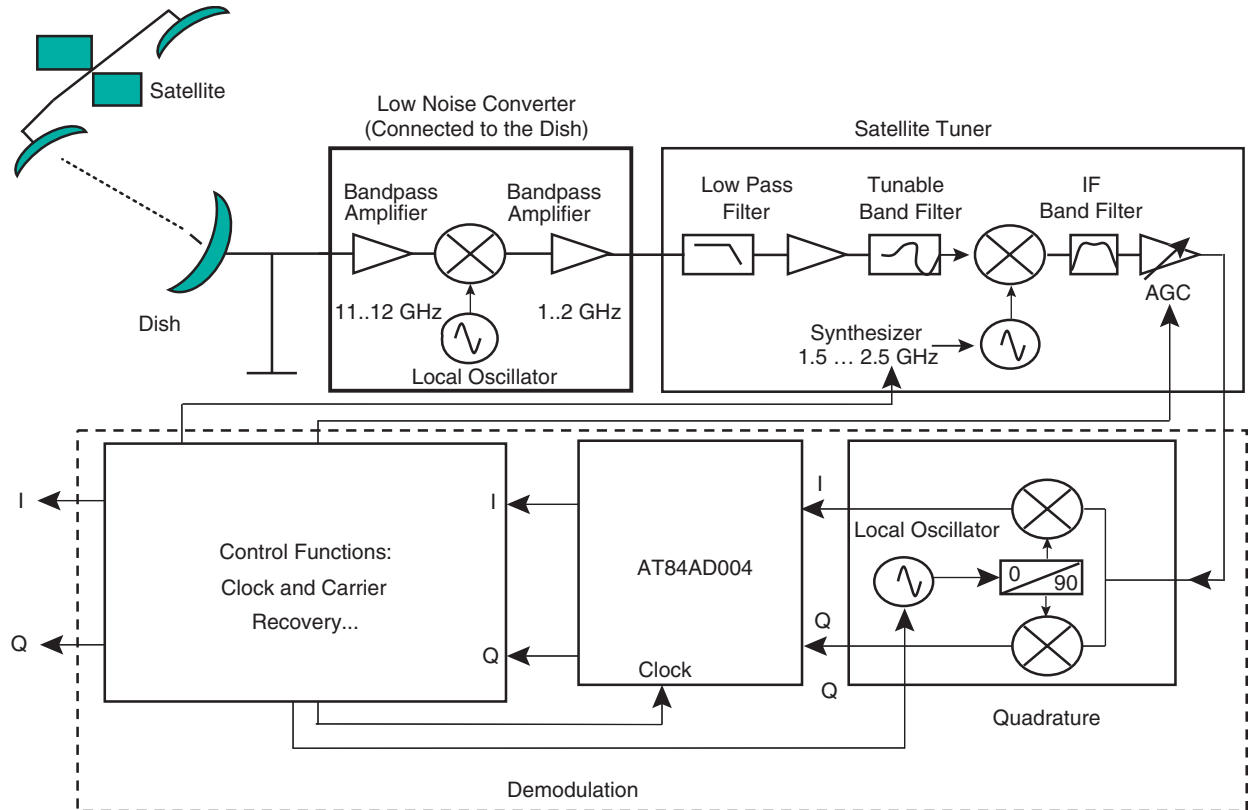 Satellite
Low Noise Converter
(Connected to the Dish)
Satellite Tuner
Bandpass
Amplifier
Bandpass
Amplifier
Low Pass
Filter
Tunable
Band Filter
IF
Band Filter
Dish
11..12 GHz
1..2 GHz
AGC
Local Oscillator
Synthesizer
1.5 ... 2.5 GHz
I
Q
Control Functions:
Clock and Carrier
Recovery...
I
Q
AT84AD004
Clock
I
Q
Q
Local Oscillator
0
90
Quadrature
Demodulation